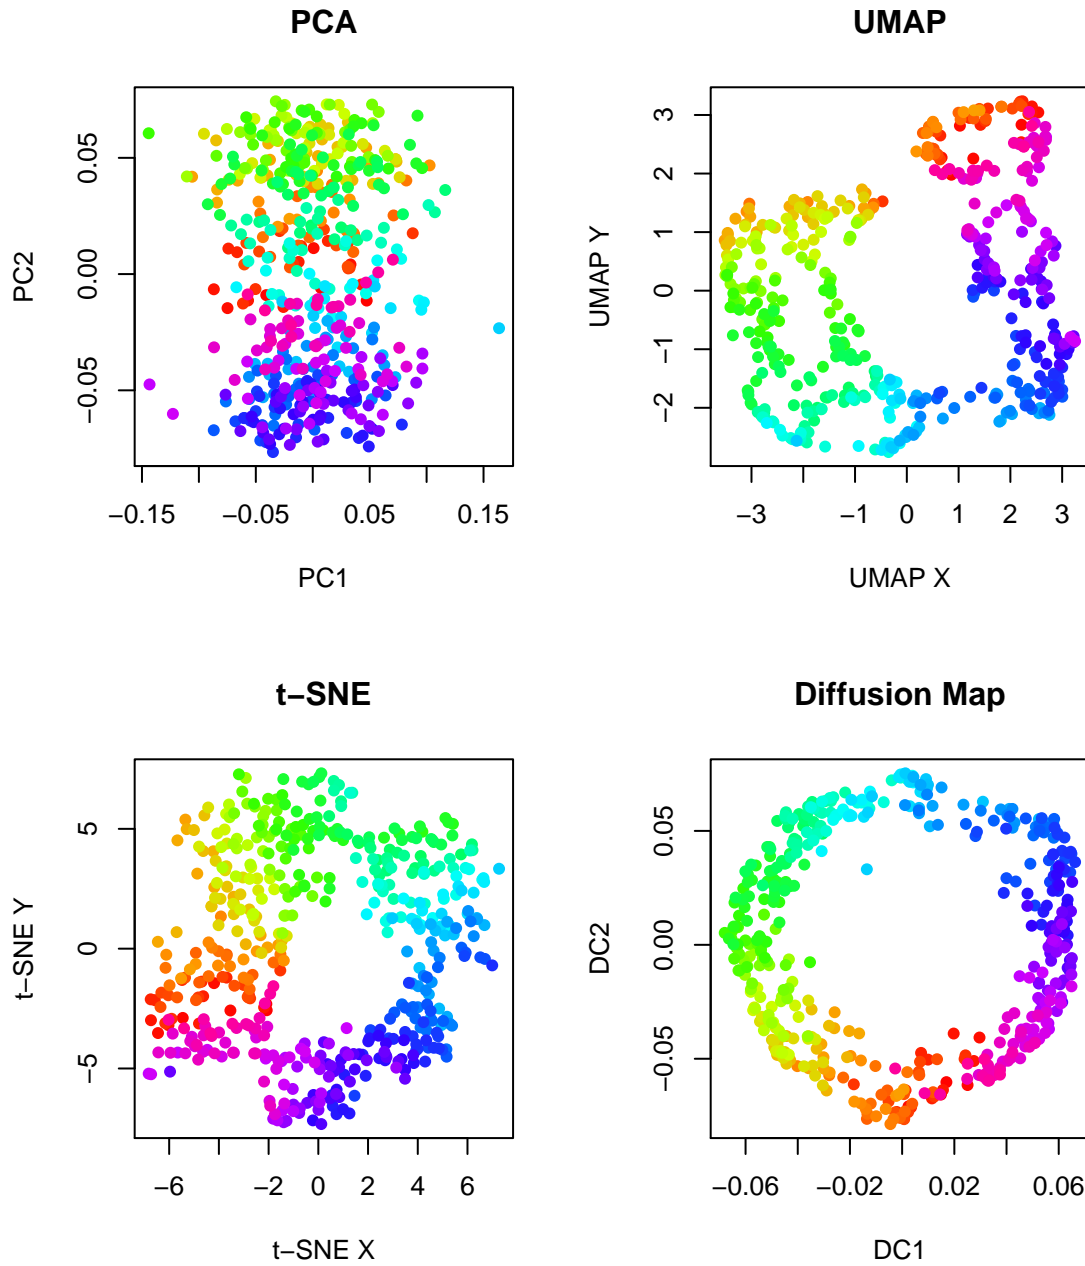 PCA
PC2
0.05
0.00
−0.05
−0.15
−0.05
0.05
0.15
PC1
UMAP
UMAP Y
3
2
1
0
−1
−2
−3
−1
0
1
2
3
UMAP X
t−SNE
t−SNE Y
5
0
−5
−6
−2
0
2
4
6
t−SNE X
Diffusion Map
DC2
0.05
0.00
−0.05
−0.06
−0.02
0.02
0.06
DC1